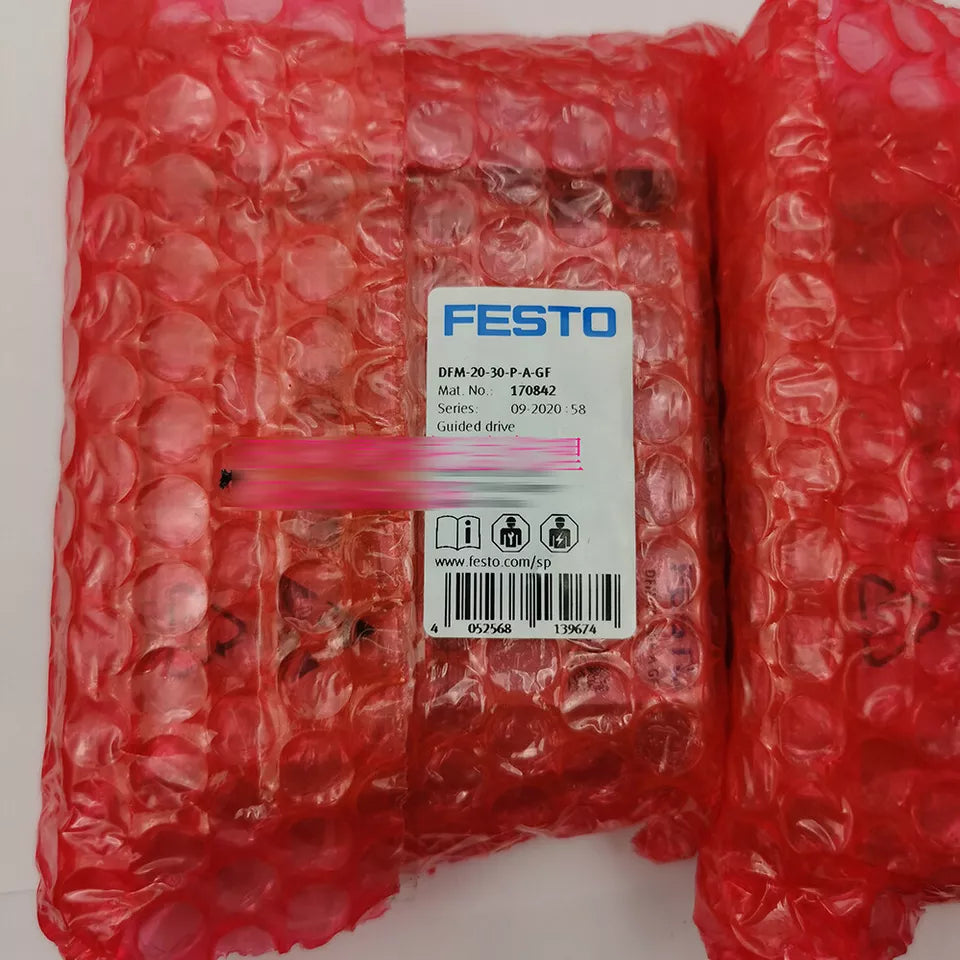 FESTO
DFM-20-30-P-A-GF
Mat. No.: 170842
Series: 09-2020 :58
Guided drive
www.festo.com/sp
4 052568 139674